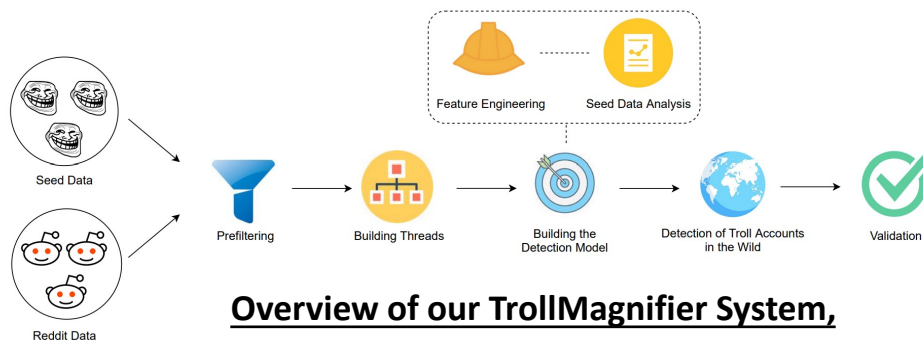 Feature Engineering
Seed Data Analysis
Seed Data
Prefiltering
Building Threads
Building the
Detection Model
Detection of Troll Accounts
in the Wild
Validation
Reddit Data
Overview of our TrollMagnifier System,